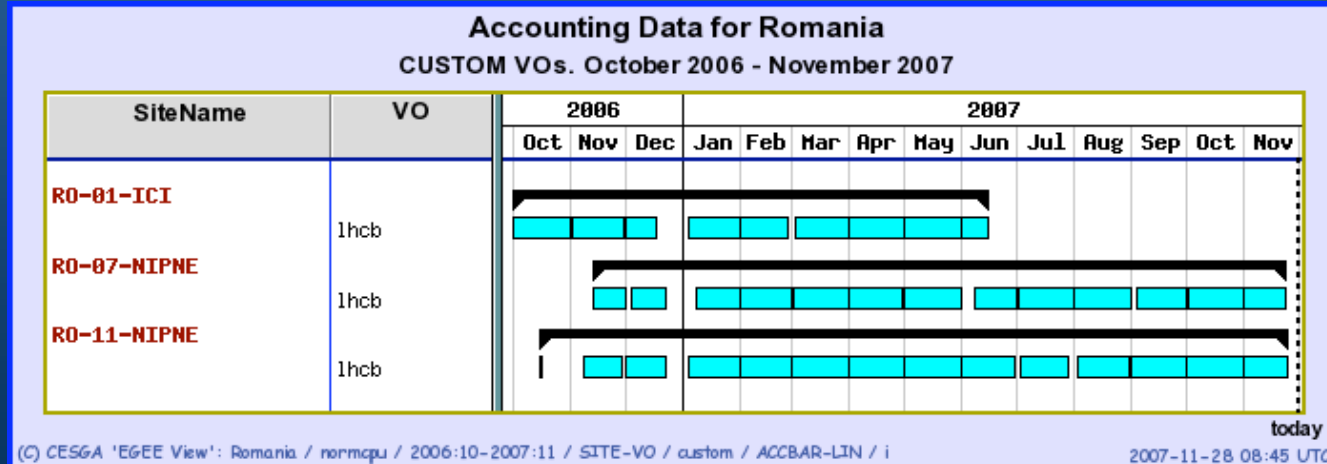 Accounting Data for Romania
CUSTOM VOs. October 2006 - November 2007
SiteName VO 2006 2007
Oct Nov Dec Jan Feb Mar Apr May Jun Jul Aug Sep Oct Nov
RO-01-ICI
lhcb
RO-07-NIPNE
lhcb
RO-11-NIPNE
lhcb
today
(C) CESGA 'EGEE View': Romania / normcpu / 2006:10-2007:11 / SITE-VO / custom / ACCBAR-LIN / i 2007-11-28 08:45 UTC